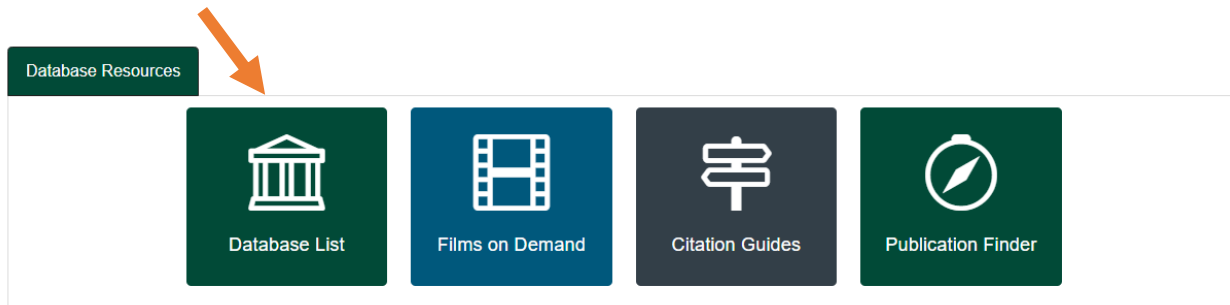 Database Resources
Database List
Films on Demand
Citation Guides
Publication Finder